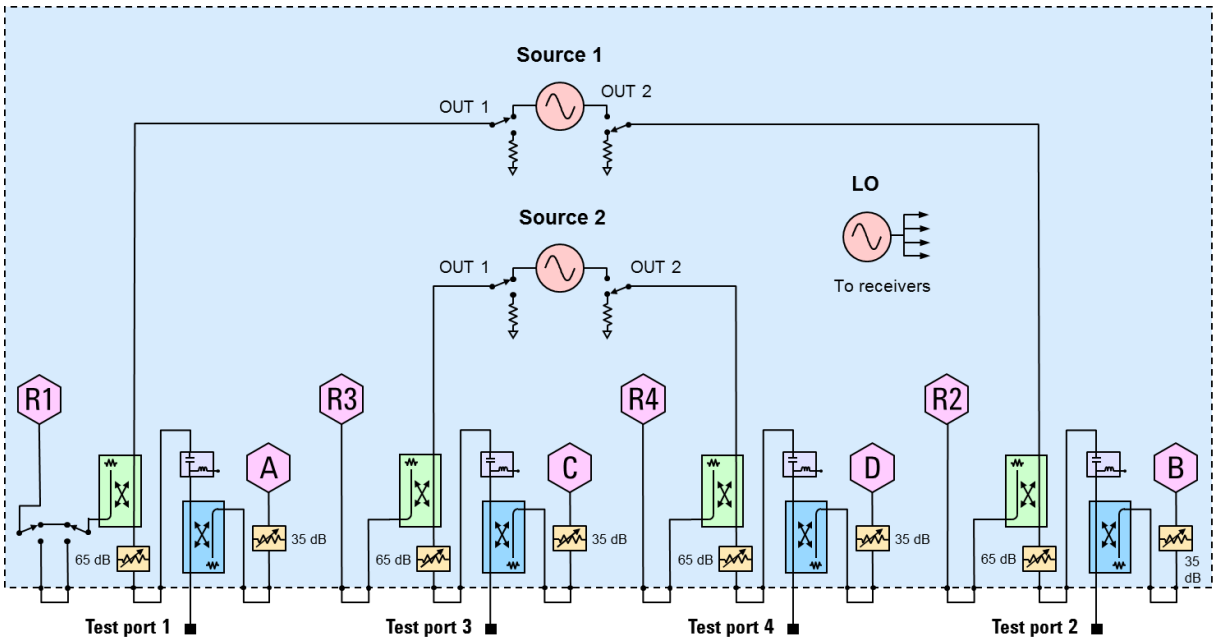 Source 1
OUT 1
OUT 2
LO
Source 2
OUT 1
OUT 2
To receivers
R1
R3
R4
R2
A
C
D
B
35 dB
35 dB
35 dB
35
dB
65 dB
65 dB
65 dB
65 dB
Test port 1
Test port 3
Test port 4
Test port 2